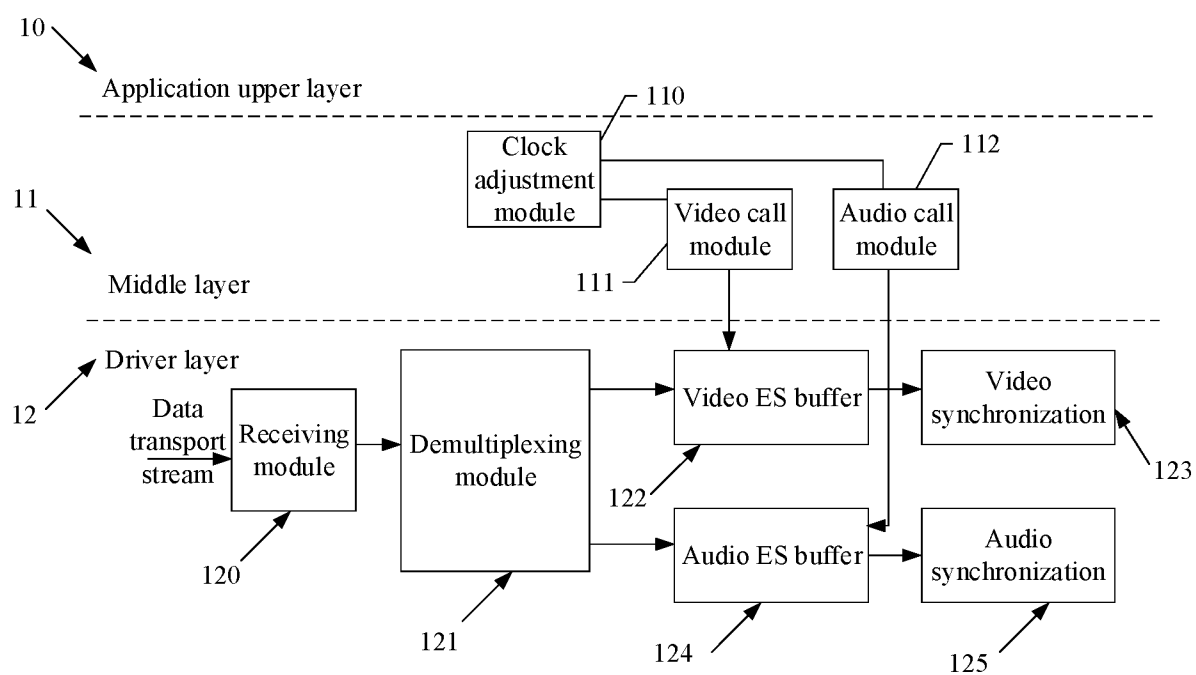 10
Application upper layer
110
Clock
adjustment
module
112
11
Video call
module
Audio call
module
111
Middle layer
Driver layer
12
Data
transport
stream
Receiving
module
Demultiplexing
module
Video ES buffer
Video
synchronization
122
123
Audio ES buffer
Audio
synchronization
120
121
124
125